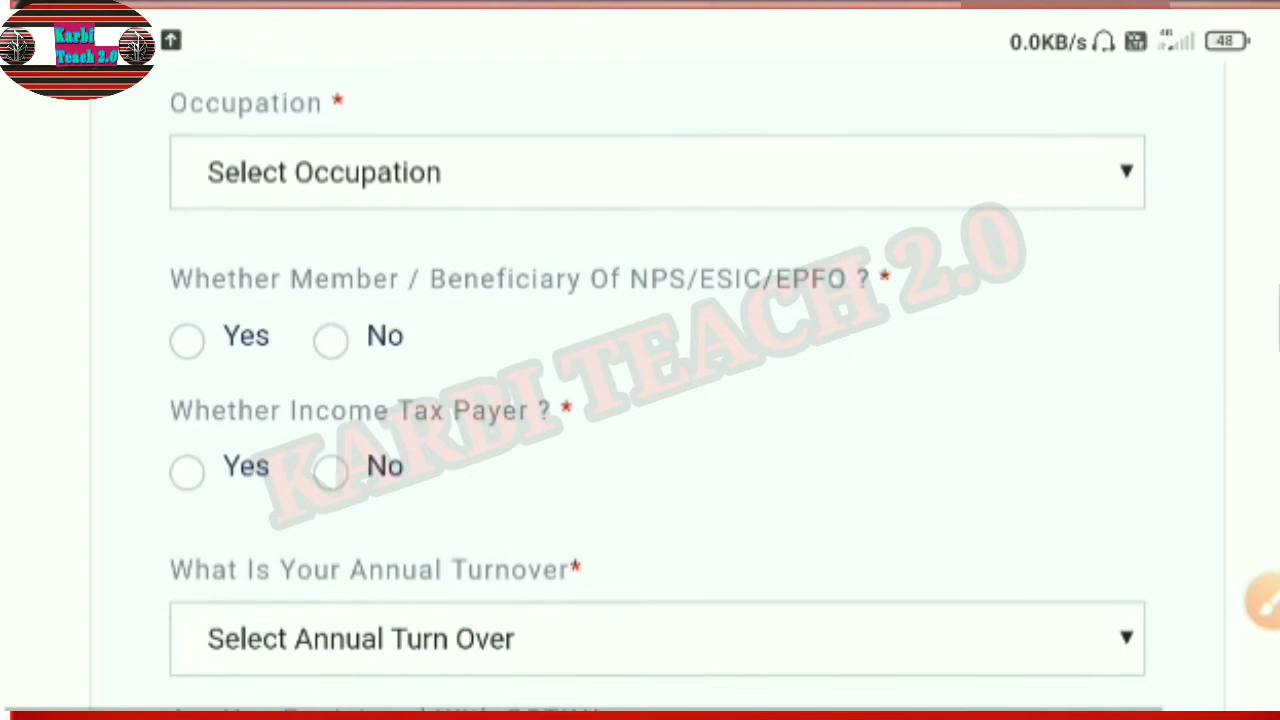 Karbi
Teach 2.0
0.0KB/s
4G
48
Occupation *
Select Occupation
Whether Member / Beneficiary Of NPS/ESIC/EPFO ? *
Yes No
Whether Income Tax Payer ? *
Yes No
KARBI TEACH 2.0
What Is Your Annual Turnover*
Select Annual Turn Over